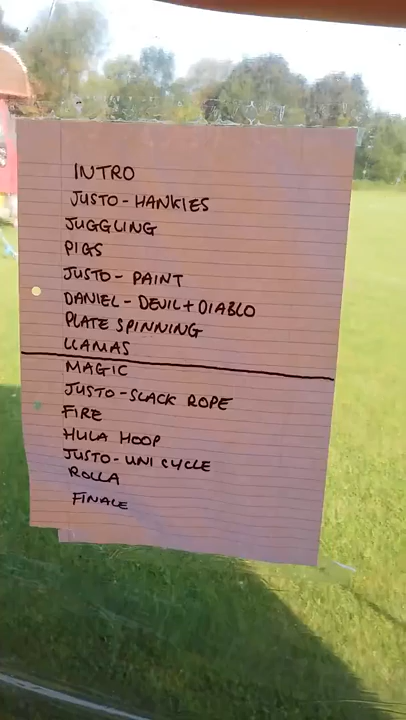 INTRO
JUSTO - HANKIES
JUGGLING
PIGS
JUSTO - PAINT
DANIEL - DEVIL + DIABLO
PLATE SPINNING
LLAMAS
MAGIC
JUSTO - SLACK ROPE
FIRE
HULA HOOP
JUSTO - UNI CYCLE
ROLLA
FINALE